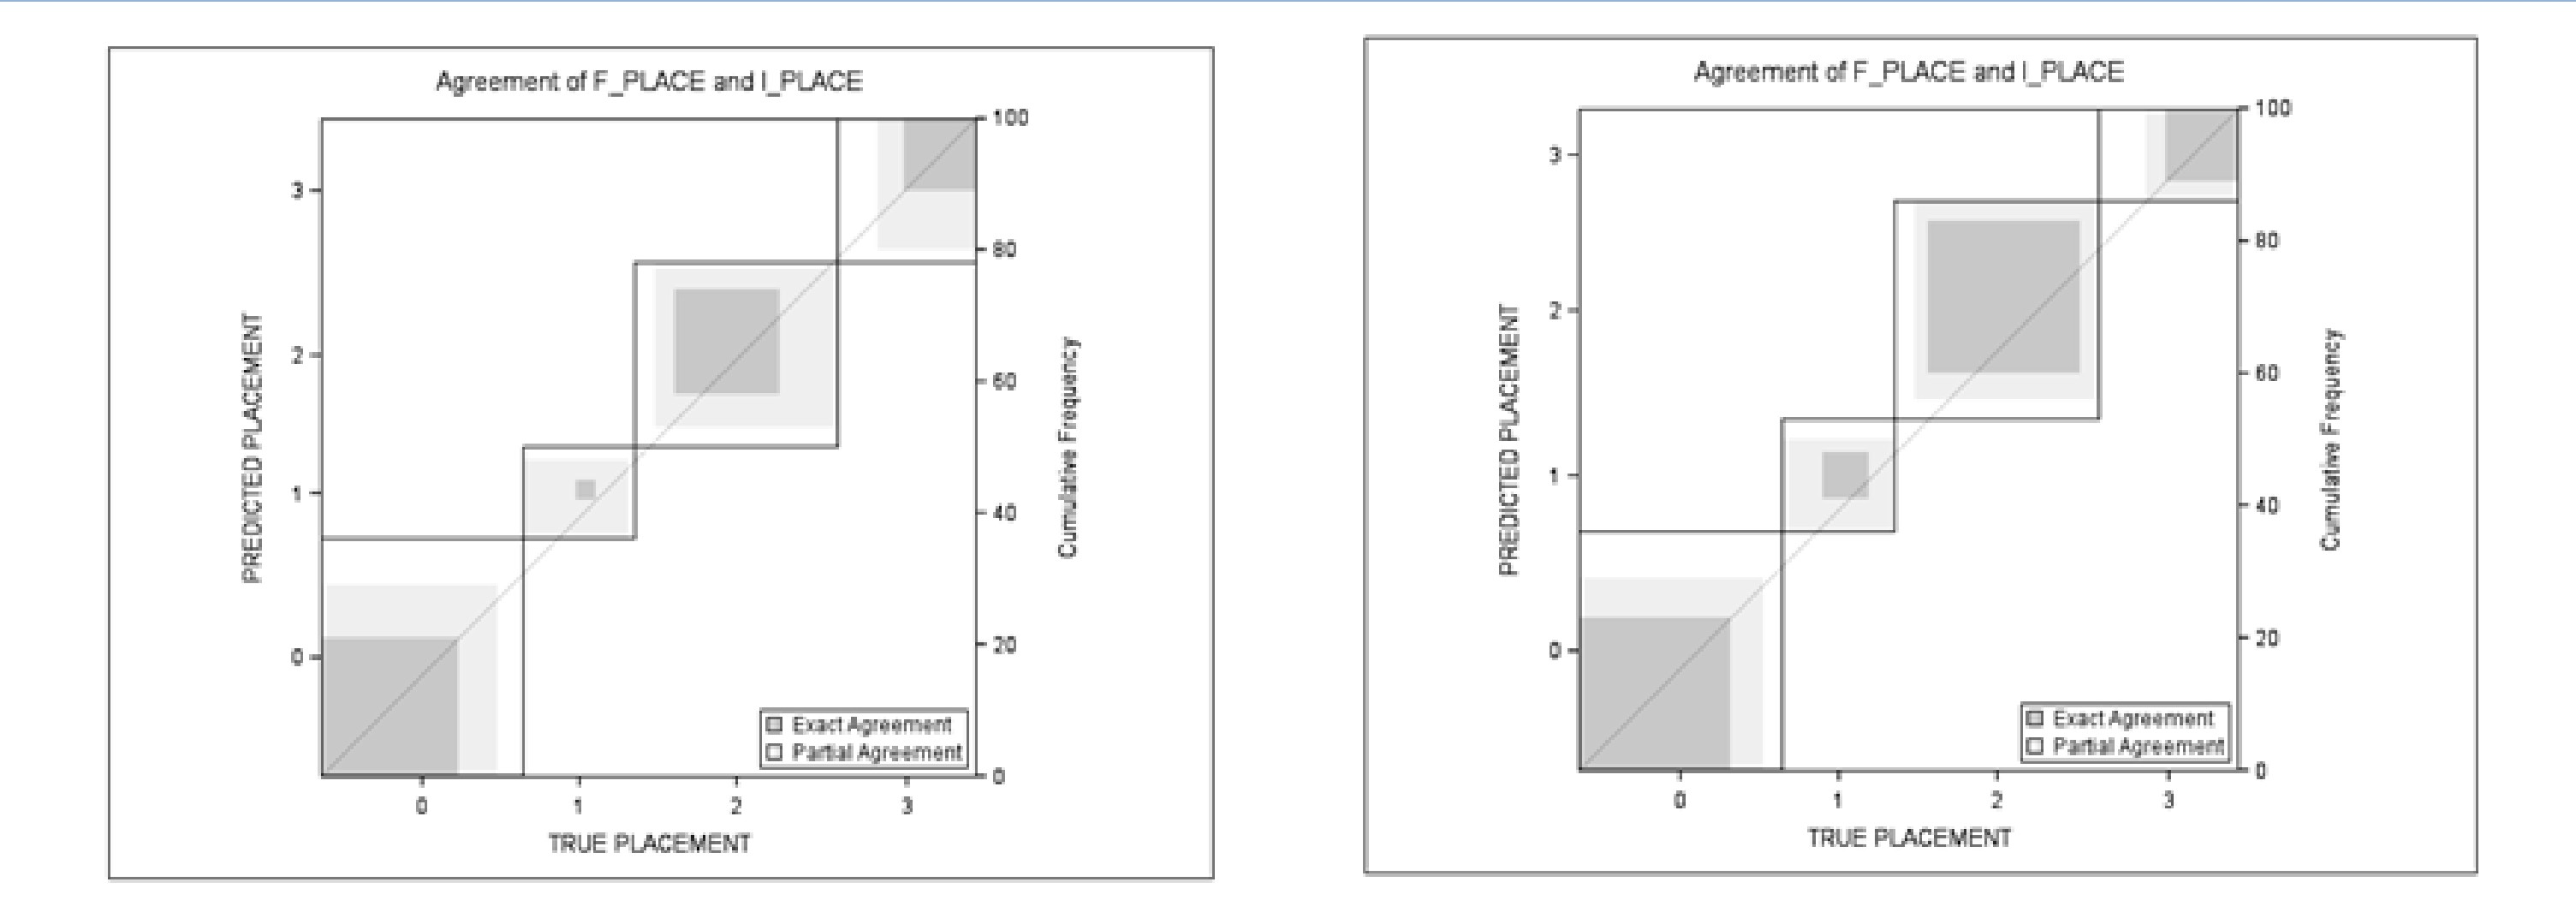 Agreement of F_PLACE and I_PLACE
100
3
80
2
60
PREDICTED PLACEMENT
Cumulative Frequency
1
40
0
20
Exact Agreement
Partial Agreement
0
0 1 2 3
TRUE PLACEMENT
Agreement of F_PLACE and I_PLACE
100
3
80
2
60
PREDICTED PLACEMENT
Cumulative Frequency
1
40
0
20
Exact Agreement
Partial Agreement
0
0 1 2 3
TRUE PLACEMENT